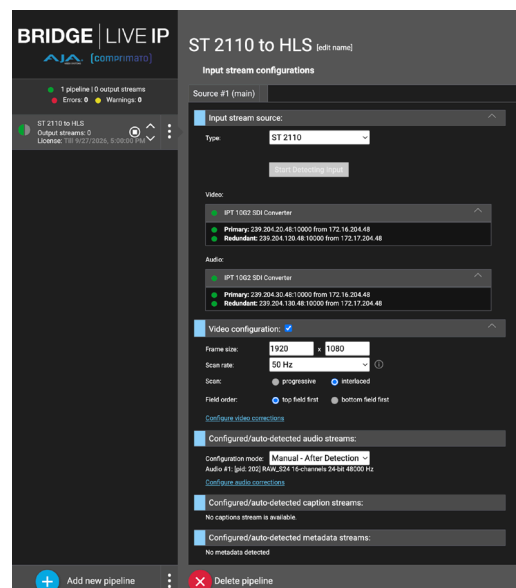 BRIDGE | LIVE IP
AJA [comprimato]
1 pipeline | 0 output streams
Errors: 0 Warnings: 0
ST 2110 to HLS
Output streams: 0
License: Till 9/27/2026, 5:00:00 PM
Add new pipeline
ST 2110 to HLS [edit name]
Input stream configurations
Source #1 (main)
Input stream source:
Type: ST 2110
Start Detecting Input
Video:
IPT 10G2 SDI Converter
Primary: 239.204.20.48:10000 from 172.16.204.48
Redundant: 239.204.120.48:10000 from 172.17.204.48
Audio:
IPT 10G2 SDI Converter
Primary: 239.204.30.48:10000 from 172.16.204.48
Redundant: 239.204.130.48:10000 from 172.17.204.48
Video configuration:
Frame size: 1920 x 1080
Scan rate: 50 Hz
Scan: progressive interlaced
Field order: top field first bottom field first
Configure video corrections
Configured/auto-detected audio streams:
Configuration mode: Manual - After Detection
Audio #1: [pid: 202] RAW_S24 16-channels 24-bit 48000 Hz
Configure audio corrections
Configured/auto-detected caption streams:
No captions stream is available.
Configured/auto-detected metadata streams:
No metadata detected
Delete pipeline